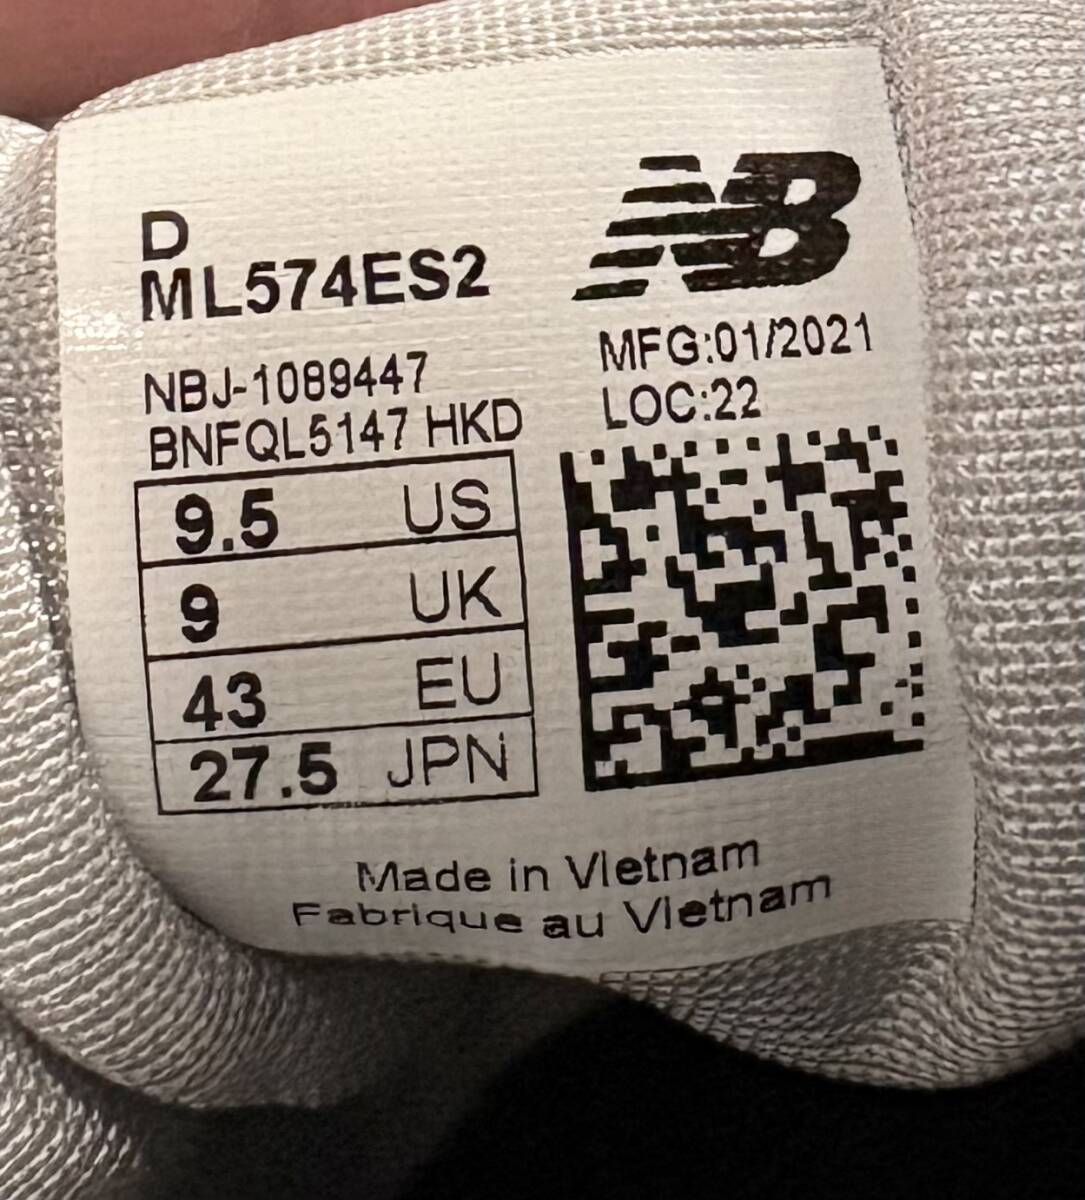 D
ML574ES2
NBJ-1089447
BNFQL5147 HKD
NB
MFG:01/2021
LOC:22
9.5 US
9 UK
43 EU
27.5 JPN
Made in Vietnam
Fabrique au Vietnam